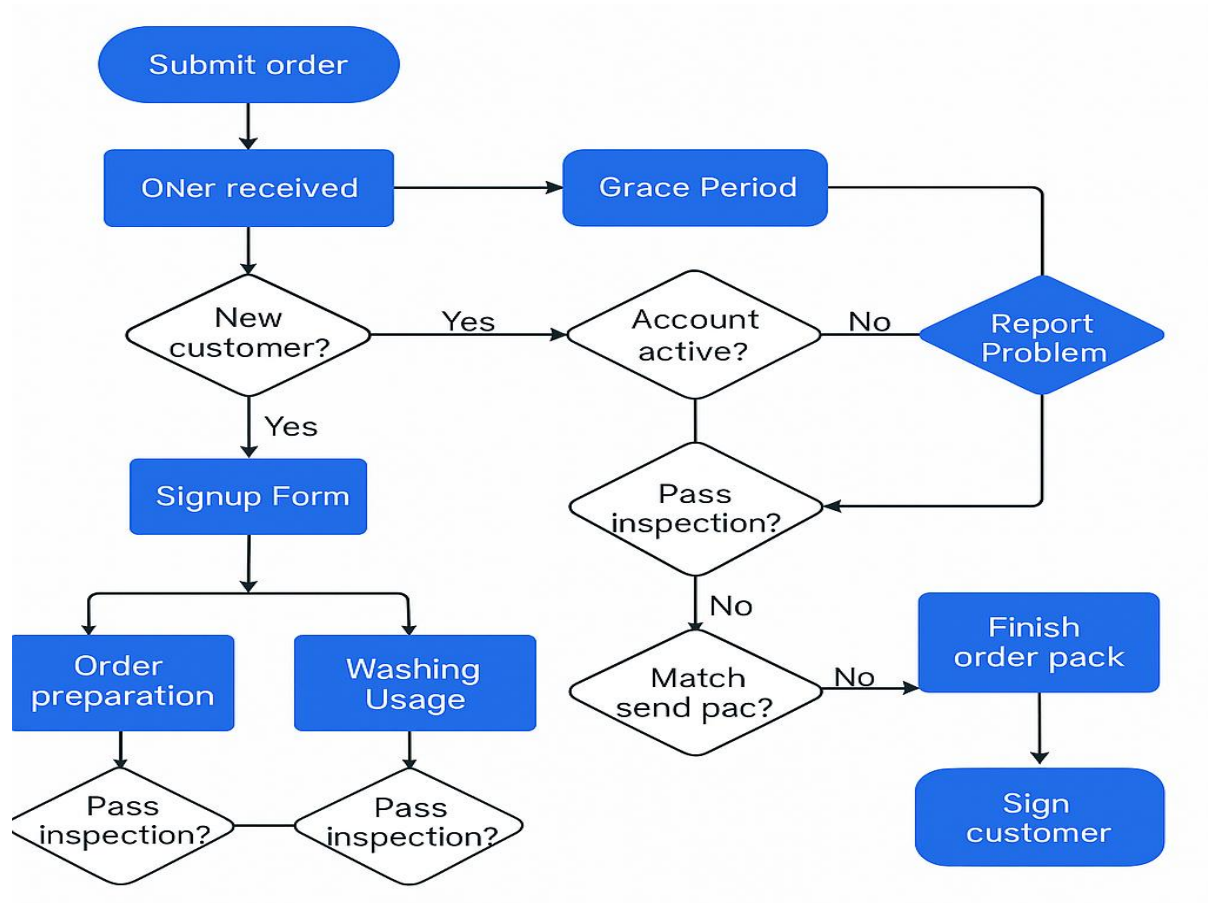 Submit order
ONer received
Grace Period
New
customer?
Yes
Account
active?
No
Report
Problem
Yes
Signup Form
Pass
inspection?
No
Order
preparation
Washing
Usage
Match
send pac?
No
Finish
order pack
Pass
inspection?
Pass
inspection?
Sign
customer